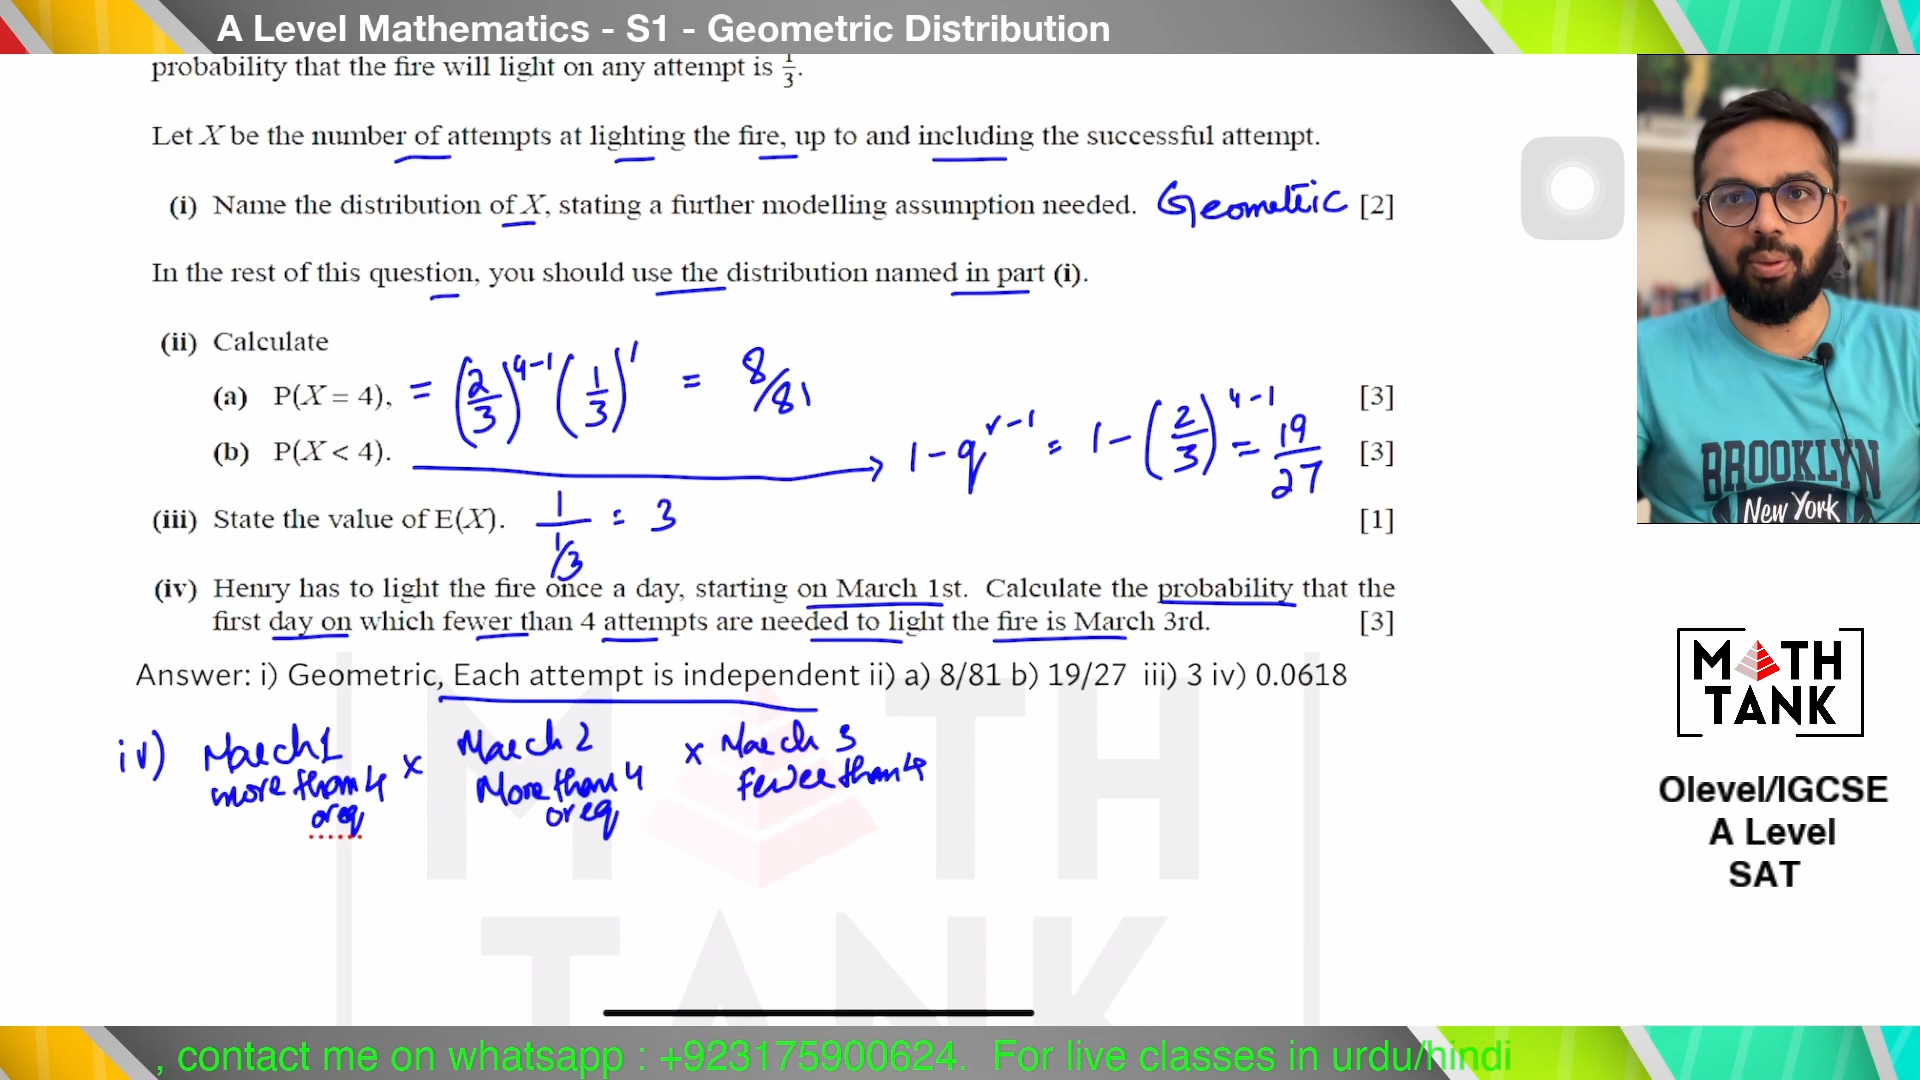 A Level Mathematics - S1 - Geometric Distribution
probability that the fire will light on any attempt is 1/3.
Let X be the number of attempts at lighting the fire, up to and including the successful attempt.
(i) Name the distribution of X, stating a further modelling assumption needed. Geometric [2]
In the rest of this question, you should use the distribution named in part (i).
(ii) Calculate
(a) P(X = 4), = (2/3)^4-1 (1/3)^1 = 8/81 [3]
(b) P(X < 4). → 1 - q^r-1 = 1 - (2/3)^4-1 = 19/27 [3]
(iii) State the value of E(X). 1/1/3 = 3 [1]
(iv) Henry has to light the fire once a day, starting on March 1st. Calculate the probability that the
first day on which fewer than 4 attempts are needed to light the fire is March 3rd. [3]
Answer: i) Geometric, Each attempt is independent ii) a) 8/81 b) 19/27 iii) 3 iv) 0.0618
iv) March 1 × March 2 × March 3
more than 4 More than 4 Fewer than 4
or eq or eq
MATH
TANK
BROOKLYN
New York
MATH
TANK
Olevel/IGCSE
A Level
SAT
, contact me on whatsapp : +923175900624. For live classes in urdu/hindi